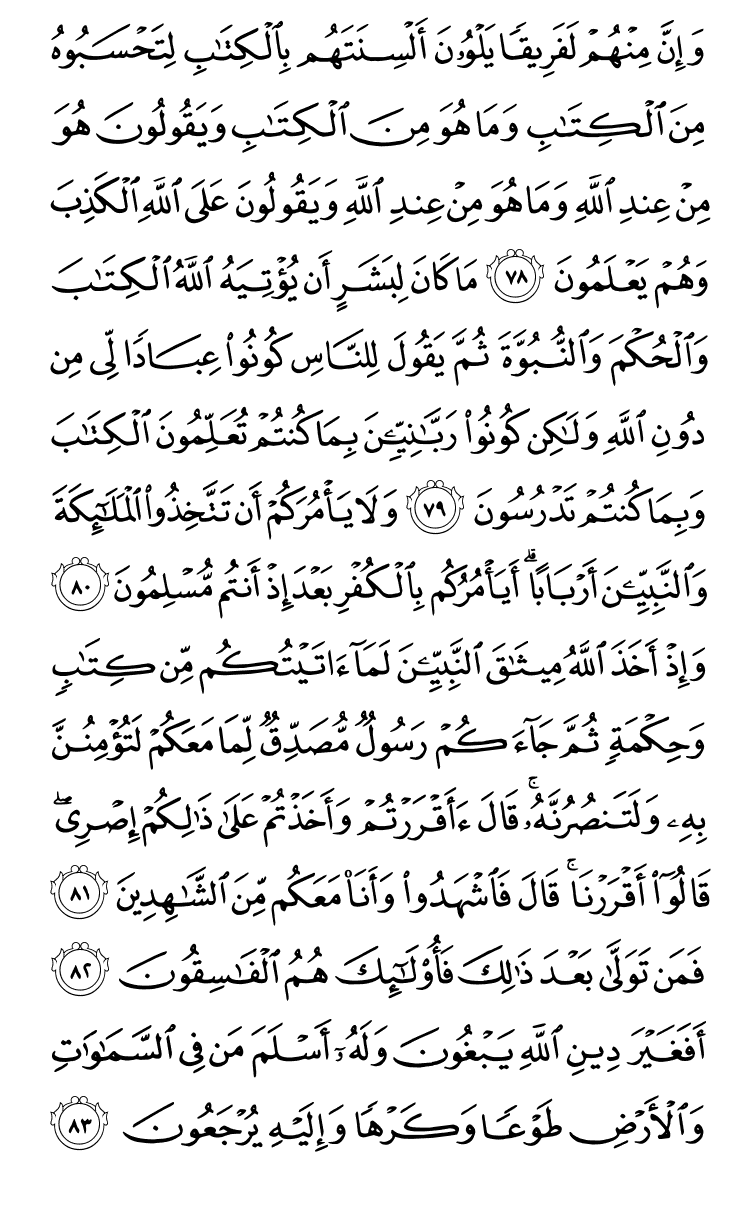 وَإِنَّ مِنْهُمْ لَفَرِيقًا يَلْوُۥنَ أَلْسِنَتَهُم بِٱلْكِتَٰبِ لِتَحْسَبُوهُ
مِنَ ٱلْكِتَٰبِ وَمَا هُوَ مِنَ ٱلْكِتَٰبِ وَيَقُولُونَ هُوَ
مِنْ عِندِ ٱللَّهِ وَمَا هُوَ مِنْ عِندِ ٱللَّهِ وَيَقُولُونَ عَلَى ٱللَّهِ ٱلْكَذِبَ
وَهُمْ يَعْلَمُونَ ٧٨ مَا كَانَ لِبَشَرٍ أَن يُؤْتِيَهُ ٱللَّهُ ٱلْكِتَٰبَ
وَٱلْحُكْمَ وَٱلنُّبُوَّةَ ثُمَّ يَقُولَ لِلنَّاسِ كُونُوا۟ عِبَادًا لِّى مِن
دُونِ ٱللَّهِ وَلَٰكِن كُونُوا۟ رَبَّٰنِيِّۦنَ بِمَا كُنتُمْ تُعَلِّمُونَ ٱلْكِتَٰبَ
وَبِمَا كُنتُمْ تَدْرُسُونَ ٧٩ وَلَا يَأْمُرَكُمْ أَن تَتَّخِذُوا۟ ٱلْمَلَٰٓئِكَةَ
وَٱلنَّبِيِّۦنَ أَرْبَابًا ۗ أَيَأْمُرُكُم بِٱلْكُفْرِ بَعْدَ إِذْ أَنتُم مُّسْلِمُونَ ٨٠
وَإِذْ أَخَذَ ٱللَّهُ مِيثَٰقَ ٱلنَّبِيِّۦنَ لَمَآ ءَاتَيْتُكُم مِّن كِتَٰبٍ
وَحِكْمَةٍ ثُمَّ جَآءَكُمْ رَسُولٌ مُّصَدِّقٌ لِّمَا مَعَكُمْ لَتُؤْمِنُنَّ
بِهِۦ وَلَتَنصُرُنَّهُۥ ۚ قَالَ ءَأَقْرَرْتُمْ وَأَخَذْتُمْ عَلَىٰ ذَٰلِكُمْ إِصْرِى ۖ
قَالُوٓا۟ أَقْرَرْنَا ۚ قَالَ فَٱشْهَدُوا۟ وَأَنَا۠ مَعَكُم مِّنَ ٱلشَّٰهِدِينَ ٨١
فَمَن تَوَلَّىٰ بَعْدَ ذَٰلِكَ فَأُو۟لَٰٓئِكَ هُمُ ٱلْفَٰسِقُونَ ٨٢
أَفَغَيْرَ دِينِ ٱللَّهِ يَبْغُونَ وَلَهُۥٓ أَسْلَمَ مَن فِى ٱلسَّمَٰوَٰتِ
وَٱلْأَرْضِ طَوْعًا وَكَرْهًا وَإِلَيْهِ يُرْجَعُونَ ٨٣